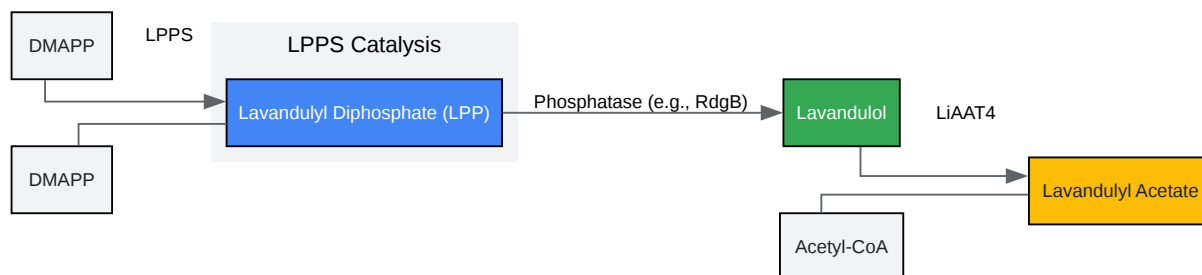 DMAPP
LPPS
LPPS Catalysis
Lavandulyl Diphosphate (LPP)
Phosphatase (e.g., RdgB)
Lavandulol
LiAAT4
DMAPP
Lavandulyl Acetate
Acetyl-CoA